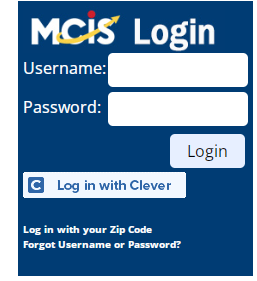 MCIS Login
Username:
Password:
Login
C Log in with Clever
Log in with your Zip Code
Forgot Username or Password?